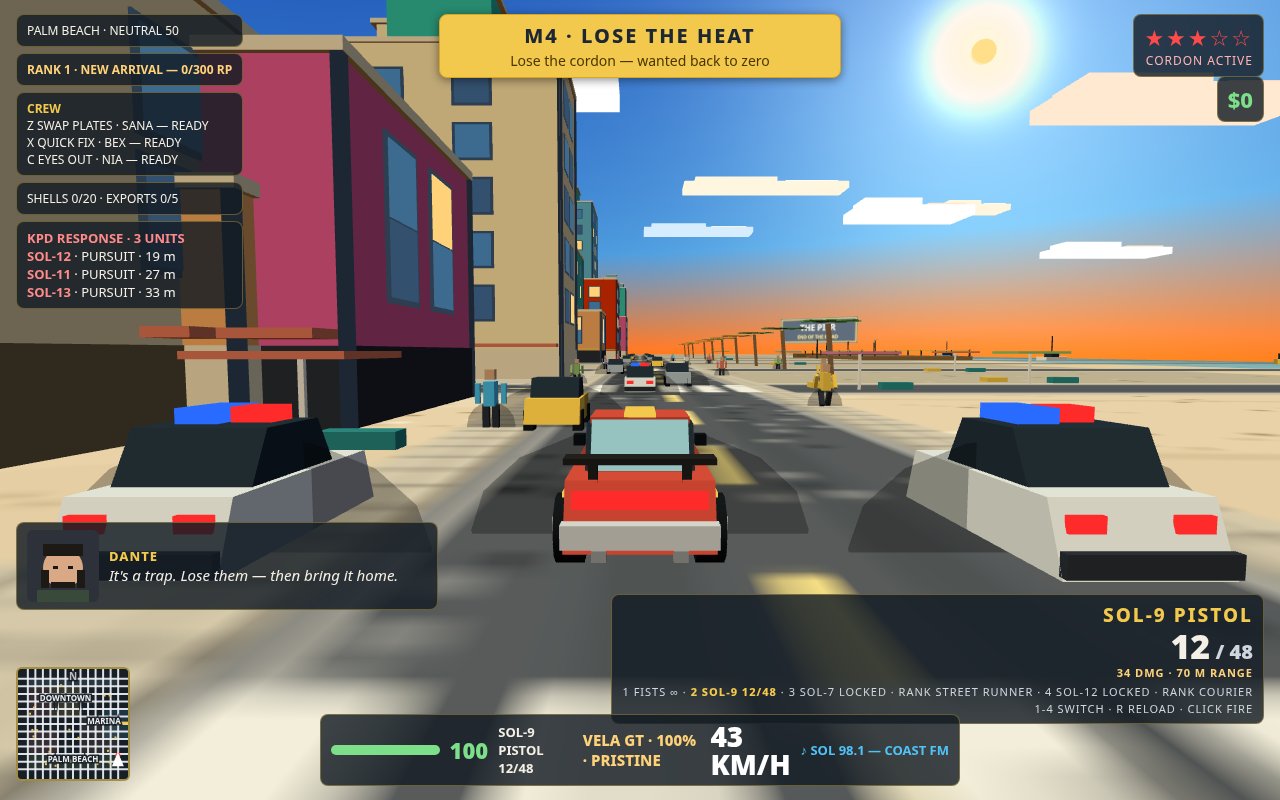 PALM BEACH · NEUTRAL 50
RANK 1 · NEW ARRIVAL — 0/300 RP
CREW
Z SWAP PLATES · SANA — READY
X QUICK FIX · BEX — READY
C EYES OUT · NIA — READY
SHELLS 0/20 · EXPORTS 0/5
KPD RESPONSE · 3 UNITS
SOL-12 · PURSUIT · 19 m
SOL-11 · PURSUIT · 27 m
SOL-13 · PURSUIT · 33 m
M4 · LOSE THE HEAT
Lose the cordon — wanted back to zero
★★★☆☆
CORDON ACTIVE
$0
THE PIER
END OF THE ROAD
DANTE
It's a trap. Lose them — then bring it home.
SOL-9 PISTOL
12 / 48
34 DMG · 70 M RANGE
1 FISTS ∞ · 2 SOL-9 12/48 · 3 SOL-7 LOCKED · RANK STREET RUNNER · 4 SOL-12 LOCKED · RANK COURIER
1-4 SWITCH · R RELOAD · CLICK FIRE
N
DOWNTOWN
MARINA
PALM BEACH
100
SOL-9
PISTOL
12/48
VELA GT · 100%
· PRISTINE
43
KM/H
♪ SOL 98.1 — COAST FM